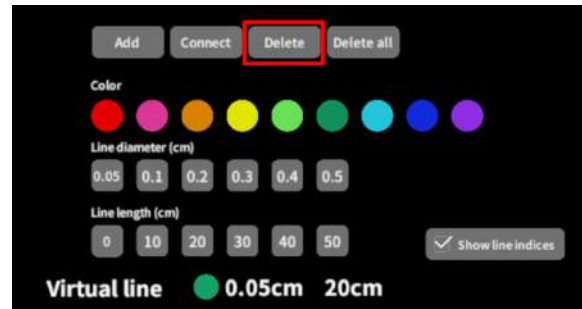 Add Connect Delete Delete all
Color
Line diameter (cm)
0.05 0.1 0.2 0.3 0.4 0.5
Line length (cm)
0 10 20 30 40 50
Show line indices
Virtual line 0.05cm 20cm